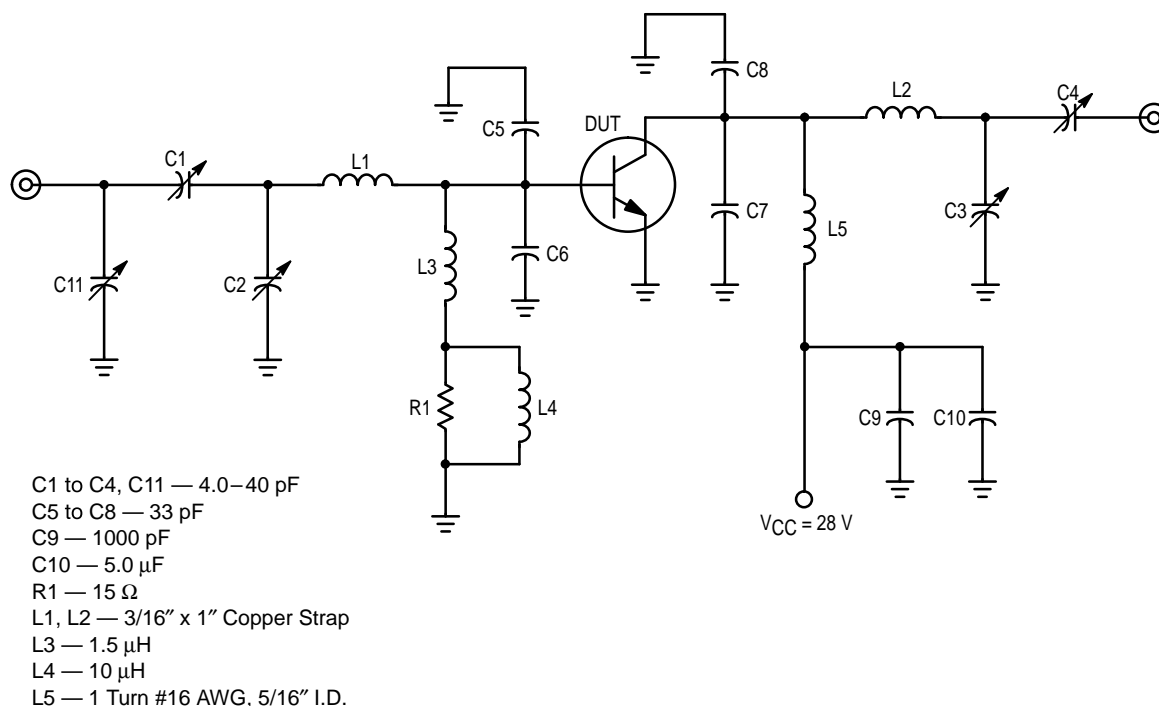 C8
L2
C4
C5
DUT
C1
L1
C7
C3
L5
C6
L3
C11
C2
R1
L4
C9
C10
VCC = 28 V
C1 to C4, C11 — 4.0–40 pF
C5 to C8 — 33 pF
C9 — 1000 pF
C10 — 5.0 μF
R1 — 15 Ω
L1, L2 — 3/16″ x 1″ Copper Strap
L3 — 1.5 μH
L4 — 10 μH
L5 — 1 Turn #16 AWG, 5/16″ I.D.